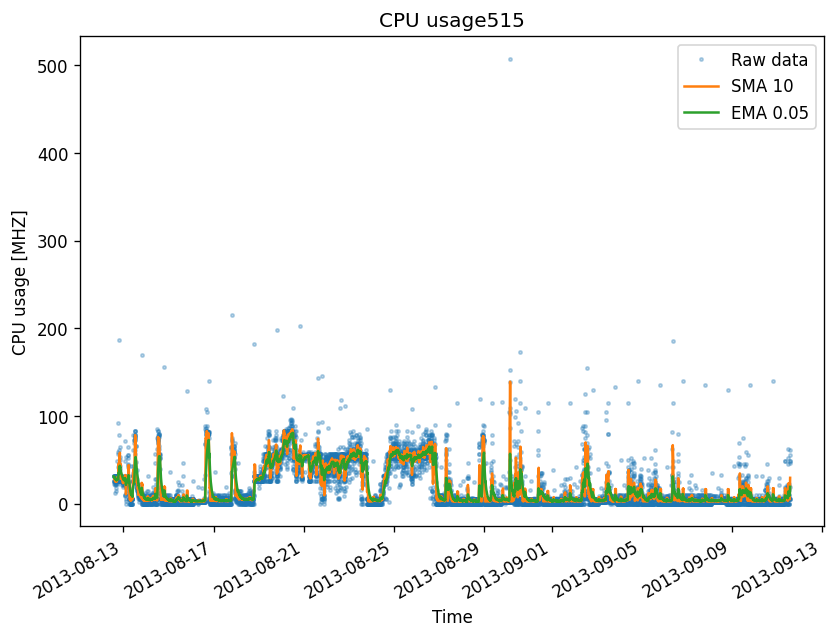 CPU usage515
Raw data
SMA 10
EMA 0.05
CPU usage [MHZ]
500
400
300
200
100
0
2013-08-13
2013-08-17
2013-08-21
2013-08-25
2013-08-29
2013-09-01
2013-09-05
2013-09-09
2013-09-13
Time